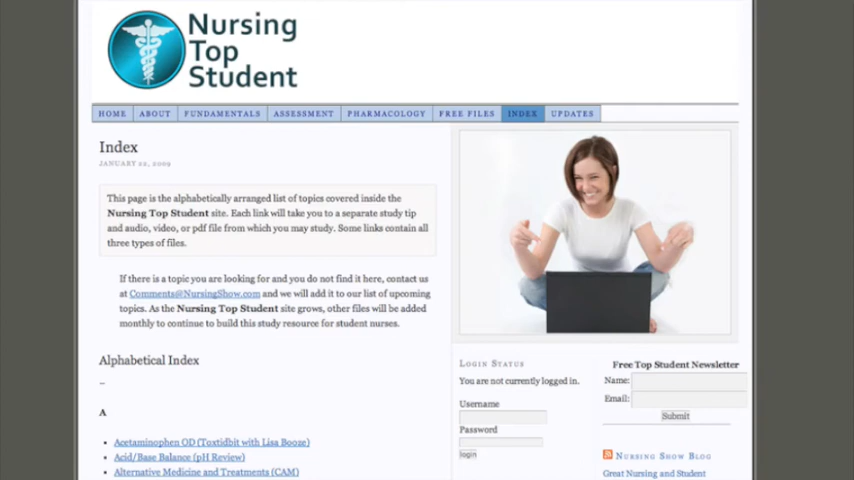 Nursing
Top
Student
HOME ABOUT FUNDAMENTALS ASSESSMENT PHARMACOLOGY FREE FILES INDEX UPDATES
Index
JANUARY 22, 2009
This page is the alphabetically arranged list of topics covered inside the
Nursing Top Student site. Each link will take you to a separate study tip
and audio, video, or pdf file from which you may study. Some links contain all
three types of files.
If there is a topic you are looking for and you do not find it here, contact us
at Comments@NursingShow.com and we will add it to our list of upcoming
topics. As the Nursing Top Student site grows, other files will be added
monthly to continue to build this study resource for student nurses.
Alphabetical Index
–
A
Acetaminophen OD (Toxtidbit with Lisa Booze)
Acid/Base Balance (pH Review)
Alternative Medicine and Treatments (CAM)
LOGIN STATUS
You are not currently logged in.
Username
Password
login
Free Top Student Newsletter
Name:
Email:
Submit
NURSING SHOW BLOG
Great Nursing and Student